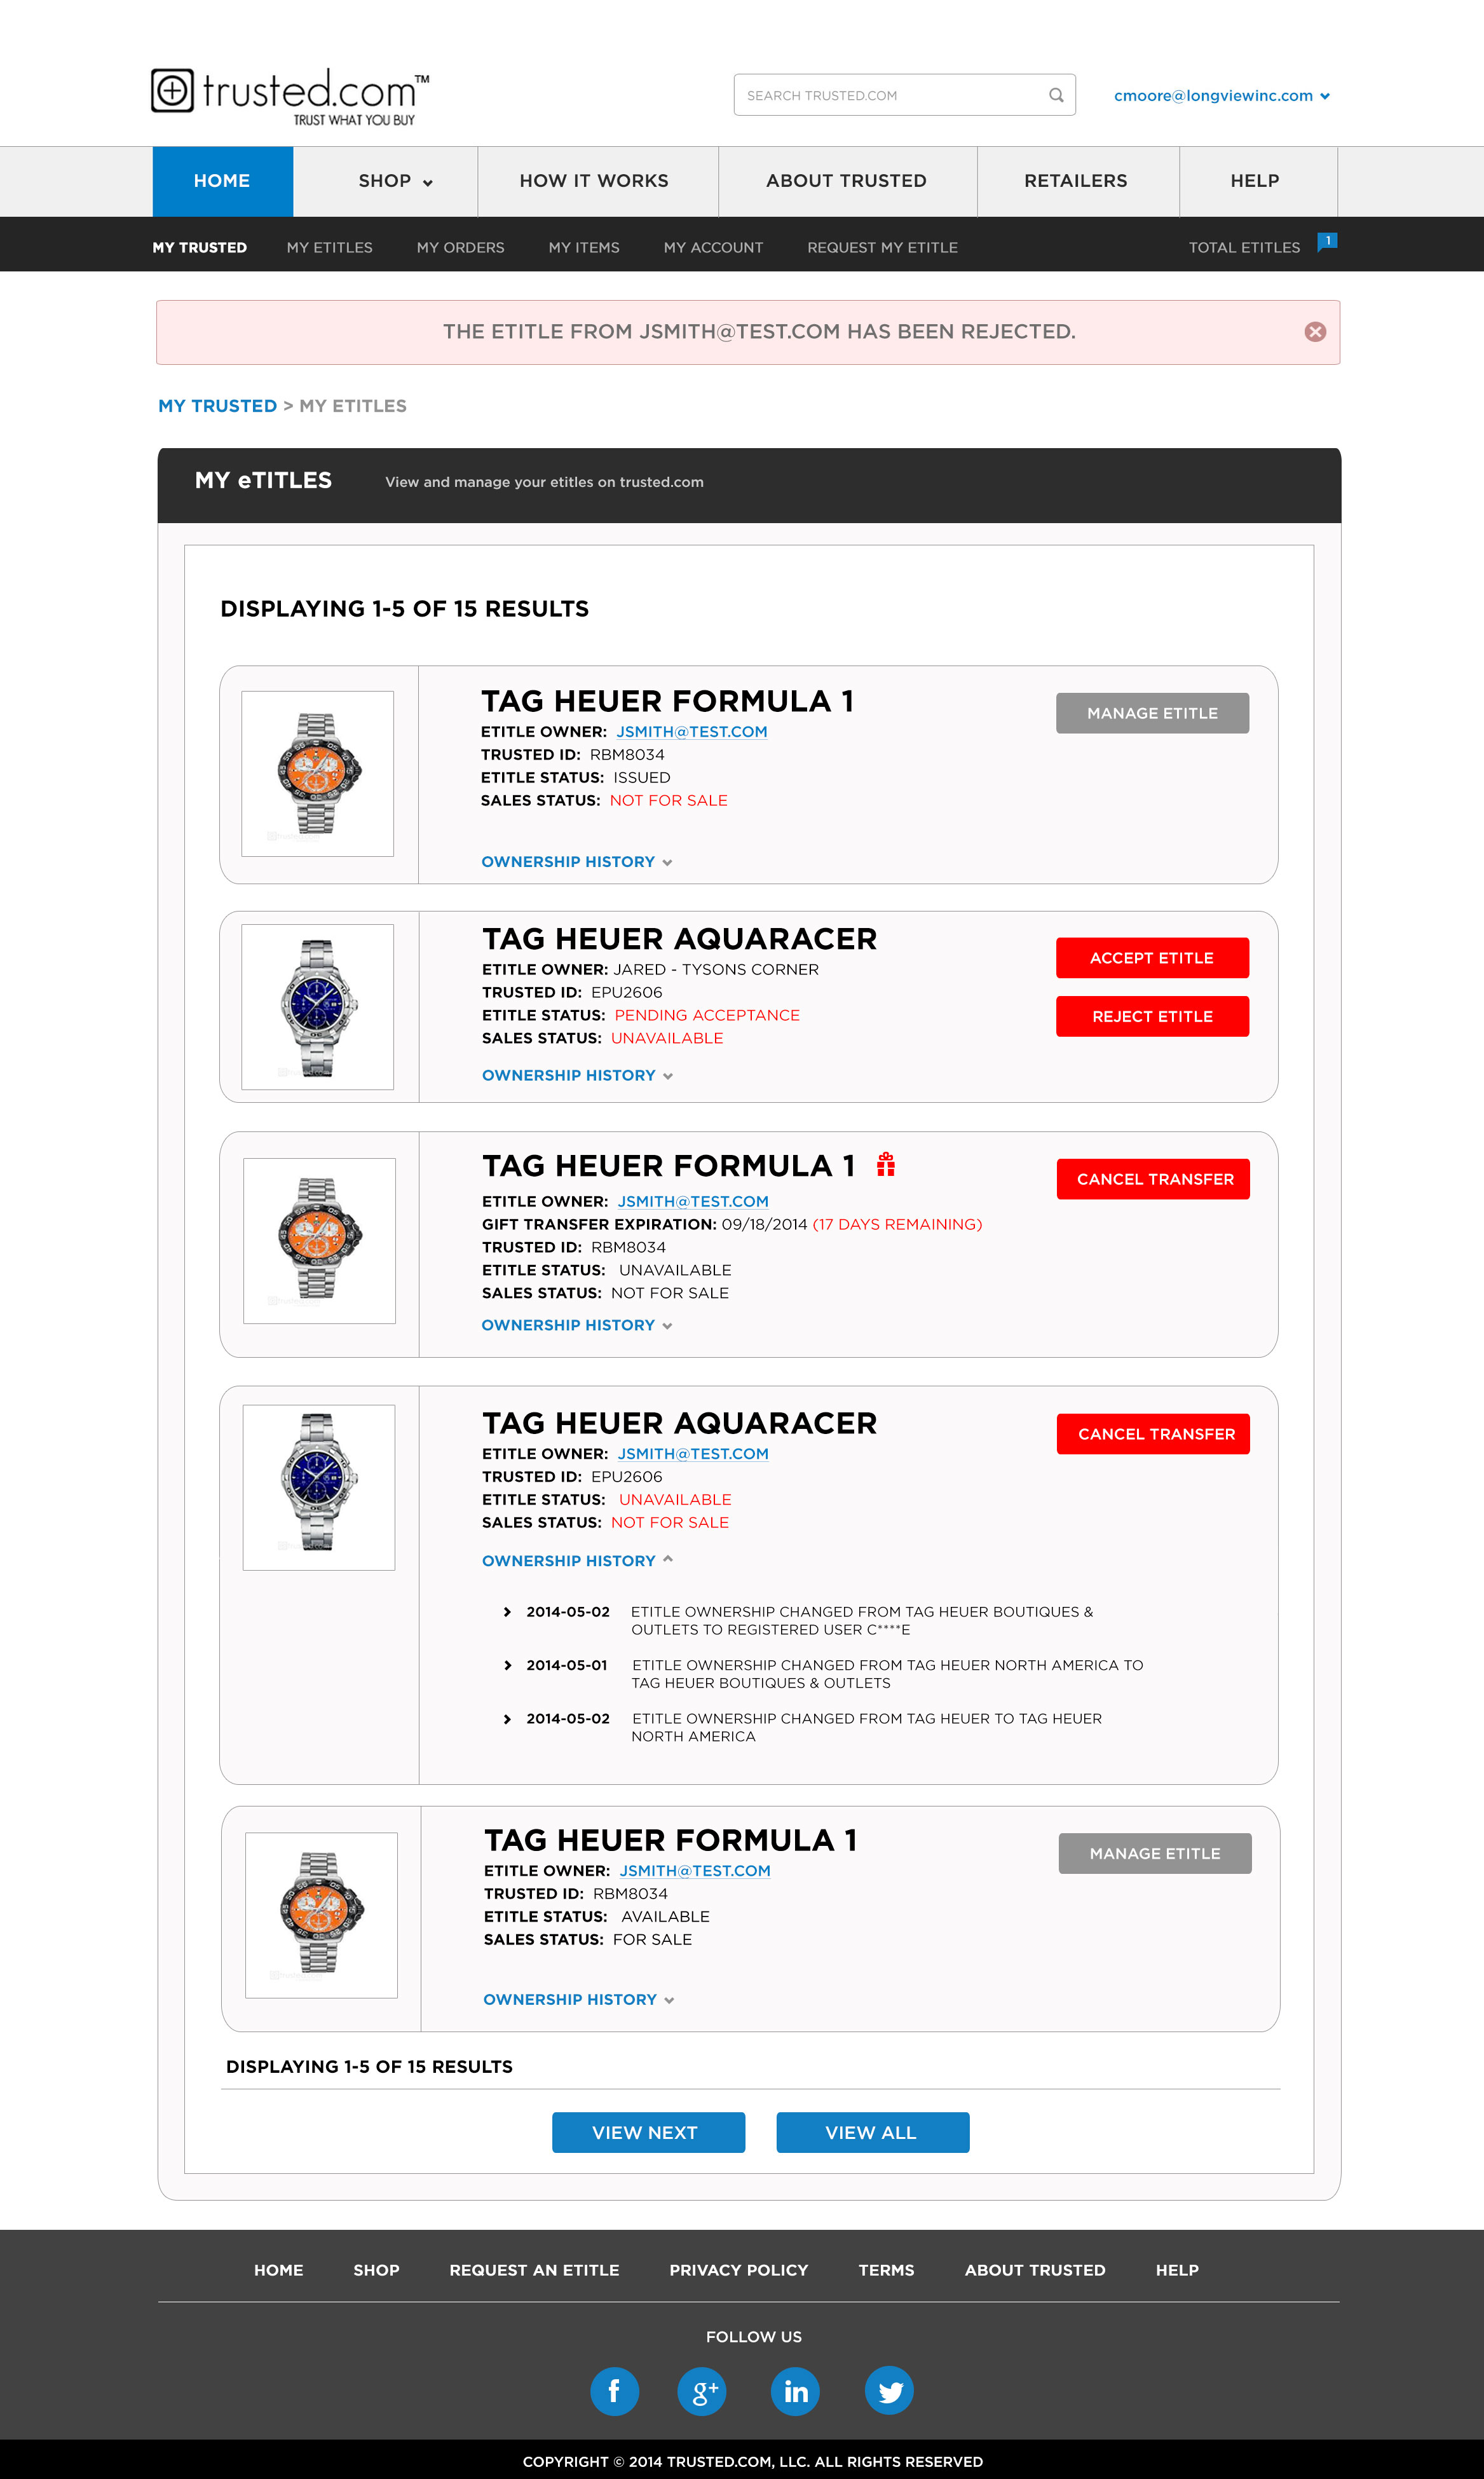 trusted.com™
TRUST WHAT YOU BUY
SEARCH TRUSTED.COM
cmoore@longviewinc.com
HOME
SHOP
HOW IT WORKS
ABOUT TRUSTED
RETAILERS
HELP
MY TRUSTED
MY ETITLES
MY ORDERS
MY ITEMS
MY ACCOUNT
REQUEST MY ETITLE
TOTAL ETITLES
1
THE ETITLE FROM JSMITH@TEST.COM HAS BEEN REJECTED.
MY TRUSTED > MY ETITLES
MY eTITLES
View and manage your etitles on trusted.com
DISPLAYING 1-5 OF 15 RESULTS
TAG HEUER FORMULA 1
ETITLE OWNER: JSMITH@TEST.COM
TRUSTED ID: RBM8034
ETITLE STATUS: ISSUED
SALES STATUS: NOT FOR SALE
OWNERSHIP HISTORY
MANAGE ETITLE
TAG HEUER AQUARACER
ETITLE OWNER: JARED - TYSONS CORNER
TRUSTED ID: EPU2606
ETITLE STATUS: PENDING ACCEPTANCE
SALES STATUS: UNAVAILABLE
OWNERSHIP HISTORY
ACCEPT ETITLE
REJECT ETITLE
TAG HEUER FORMULA 1
ETITLE OWNER: JSMITH@TEST.COM
GIFT TRANSFER EXPIRATION: 09/18/2014 (17 DAYS REMAINING)
TRUSTED ID: RBM8034
ETITLE STATUS: UNAVAILABLE
SALES STATUS: NOT FOR SALE
OWNERSHIP HISTORY
CANCEL TRANSFER
TAG HEUER AQUARACER
ETITLE OWNER: JSMITH@TEST.COM
TRUSTED ID: EPU2606
ETITLE STATUS: UNAVAILABLE
SALES STATUS: NOT FOR SALE
OWNERSHIP HISTORY
CANCEL TRANSFER
2014-05-02 ETITLE OWNERSHIP CHANGED FROM TAG HEUER BOUTIQUES &
OUTLETS TO REGISTERED USER C****E
2014-05-01 ETITLE OWNERSHIP CHANGED FROM TAG HEUER NORTH AMERICA TO
TAG HEUER BOUTIQUES & OUTLETS
2014-05-02 ETITLE OWNERSHIP CHANGED FROM TAG HEUER TO TAG HEUER
NORTH AMERICA
TAG HEUER FORMULA 1
ETITLE OWNER: JSMITH@TEST.COM
TRUSTED ID: RBM8034
ETITLE STATUS: AVAILABLE
SALES STATUS: FOR SALE
OWNERSHIP HISTORY
MANAGE ETITLE
DISPLAYING 1-5 OF 15 RESULTS
VIEW NEXT
VIEW ALL
HOME
SHOP
REQUEST AN ETITLE
PRIVACY POLICY
TERMS
ABOUT TRUSTED
HELP
FOLLOW US
f
g+
in
COPYRIGHT © 2014 TRUSTED.COM, LLC. ALL RIGHTS RESERVED